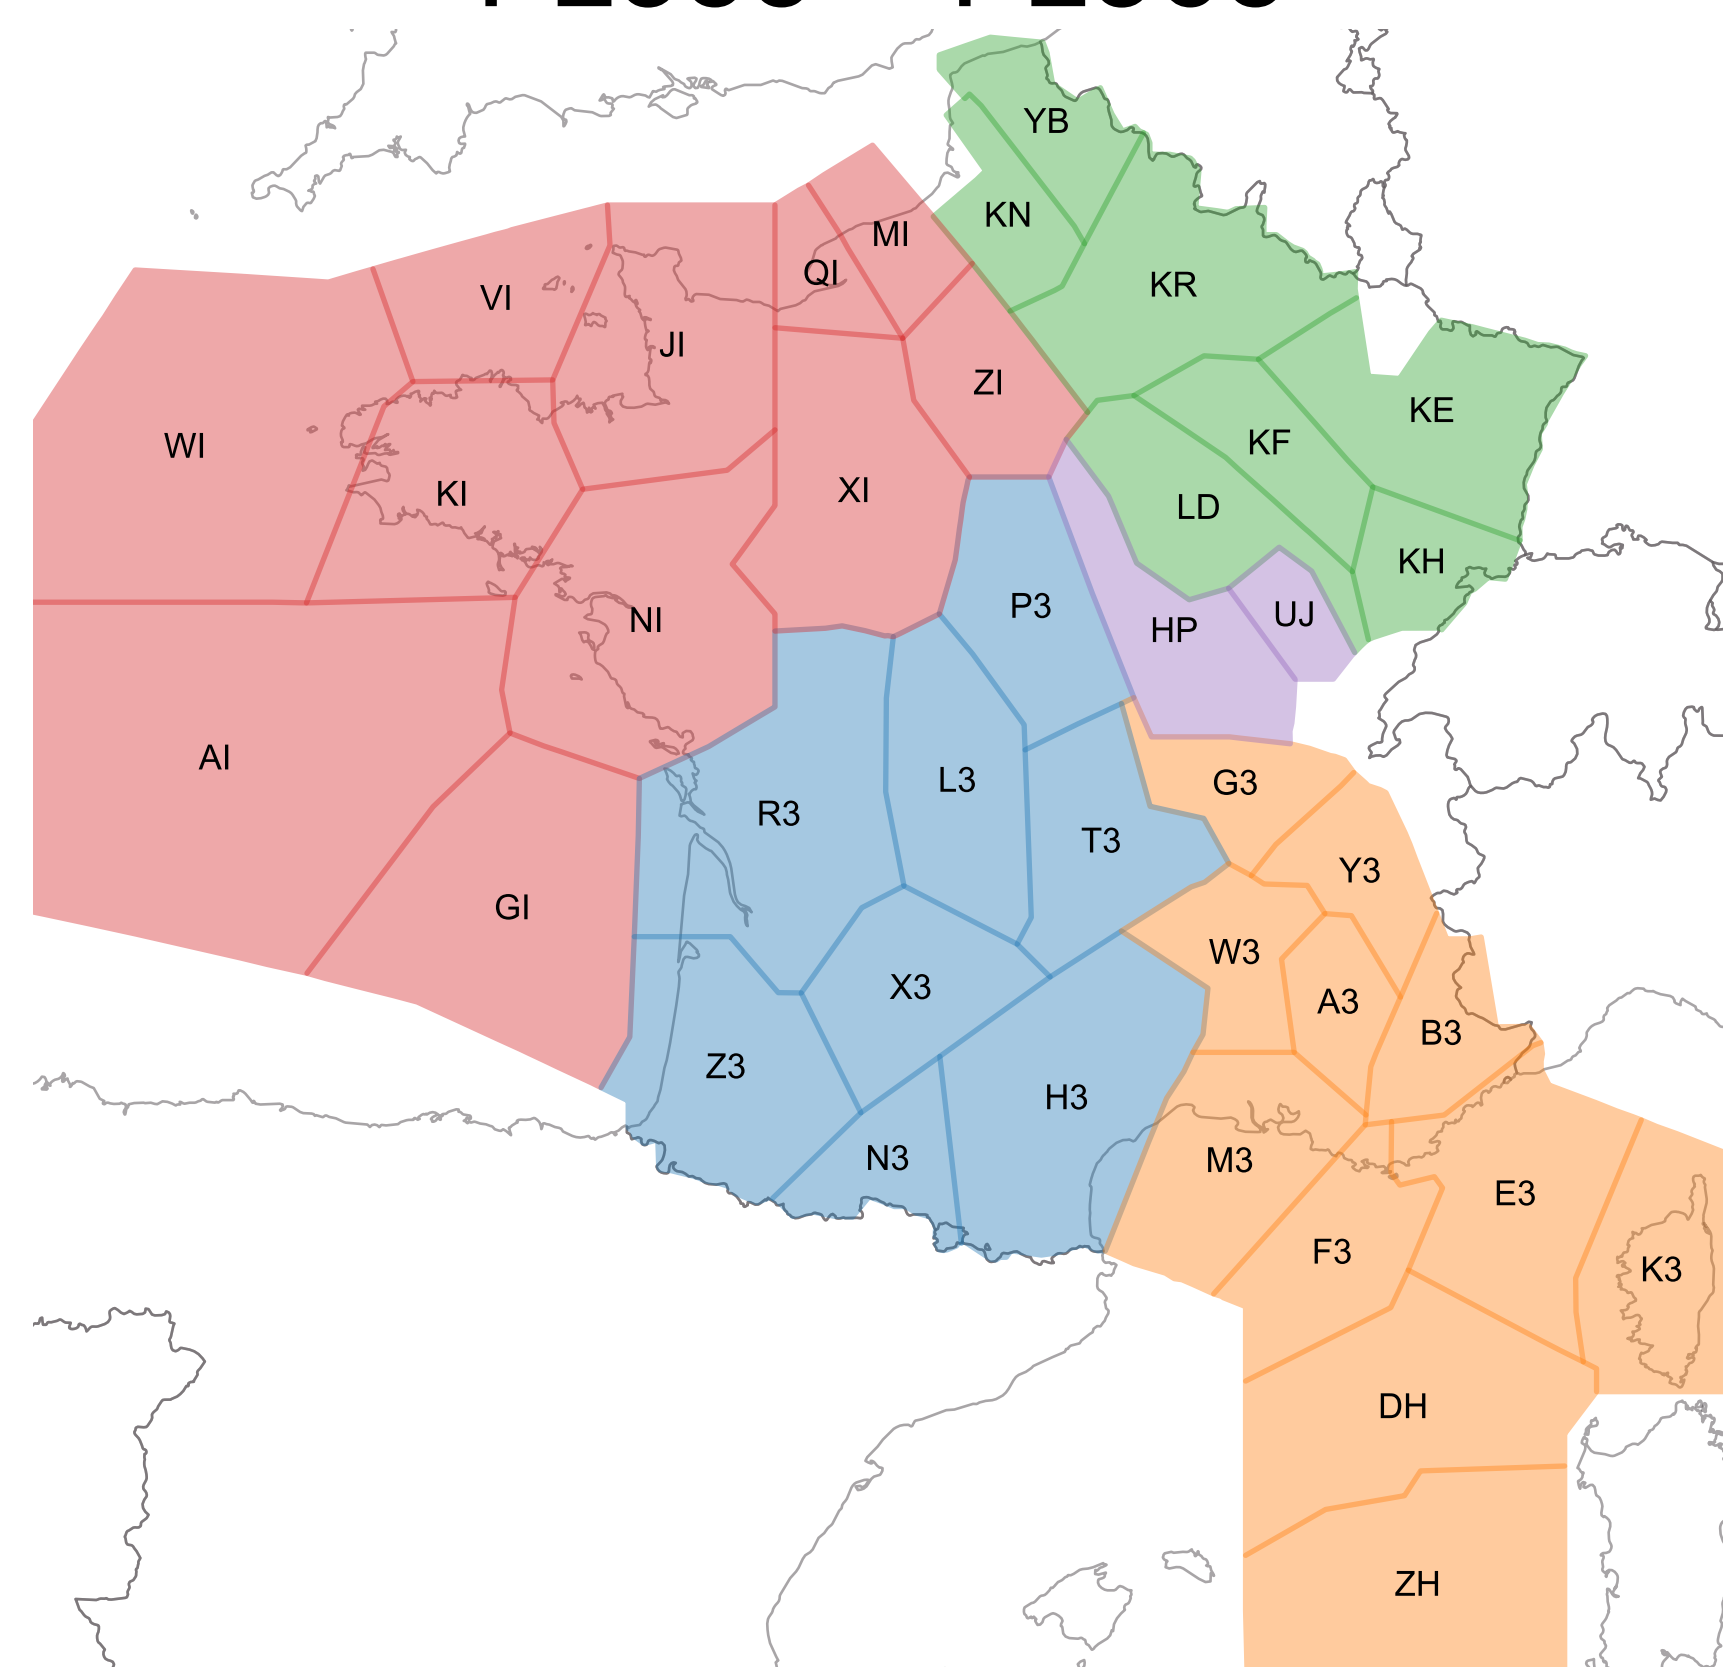 YB
KN
MI
QI
KR
VI
JI
ZI
KE
WI
KF
KI
XI
LD
KH
P3
UJ
NI
HP
AI
L3
G3
R3
T3
Y3
GI
W3
X3
A3
B3
Z3
H3
N3
M3
E3
F3
K3
DH
ZH